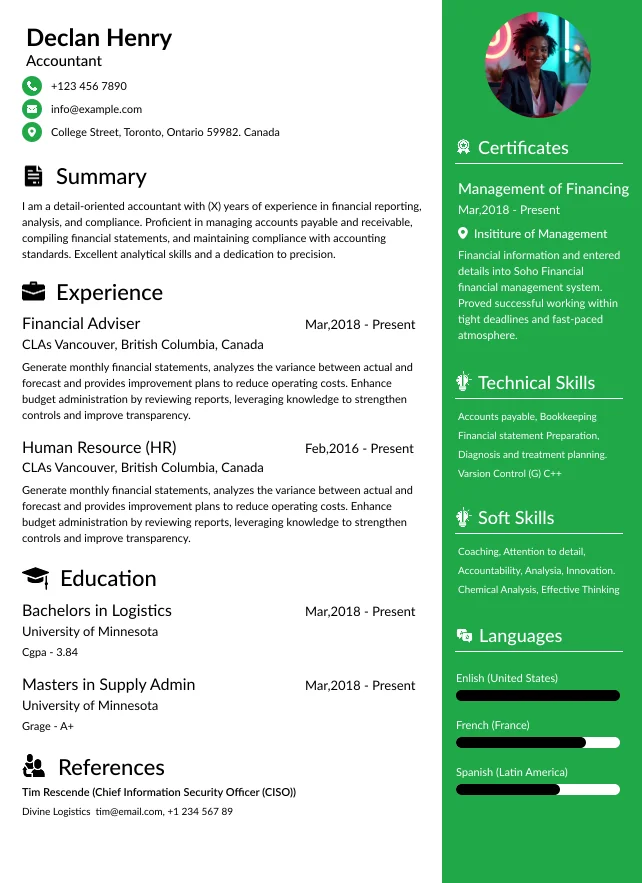 Declan Henry
Accountant
+123 456 7890
info@example.com
College Street, Toronto, Ontario 59982. Canada
Summary
I am a detail-oriented accountant with (X) years of experience in financial reporting,
analysis, and compliance. Proficient in managing accounts payable and receivable,
compiling financial statements, and maintaining compliance with accounting
standards. Excellent analytical skills and a dedication to precision.
Experience
Financial Adviser Mar,2018 - Present
CLAs Vancouver, British Columbia, Canada
Generate monthly financial statements, analyzes the variance between actual and
forecast and provides improvement plans to reduce operating costs. Enhance
budget administration by reviewing reports, leveraging knowledge to strengthen
controls and improve transparency.
Human Resource (HR) Feb,2016 - Present
CLAs Vancouver, British Columbia, Canada
Generate monthly financial statements, analyzes the variance between actual and
forecast and provides improvement plans to reduce operating costs. Enhance
budget administration by reviewing reports, leveraging knowledge to strengthen
controls and improve transparency.
Education
Bachelors in Logistics Mar,2018 - Present
University of Minnesota
Cgpa - 3.84
Masters in Supply Admin Mar,2018 - Present
University of Minnesota
Grage - A+
References
Tim Rescende (Chief Information Security Officer (CISO))
Divine Logistics tim@email.com, +1 234 567 89
Certificates
Management of Financing
Mar,2018 - Present
Insititure of Management
Financial information and entered
details into Soho Financial
financial management system.
Proved successful working within
tight deadlines and fast-paced
atmosphere.
Technical Skills
Accounts payable, Bookkeeping
Financial statement Preparation,
Diagnosis and treatment planning.
Varsion Control (G) C++
Soft Skills
Coaching, Attention to detail,
Accountability, Analysia, Innovation.
Chemical Analysis, Effective Thinking
Languages
Enlish (United States)
French (France)
Spanish (Latin America)